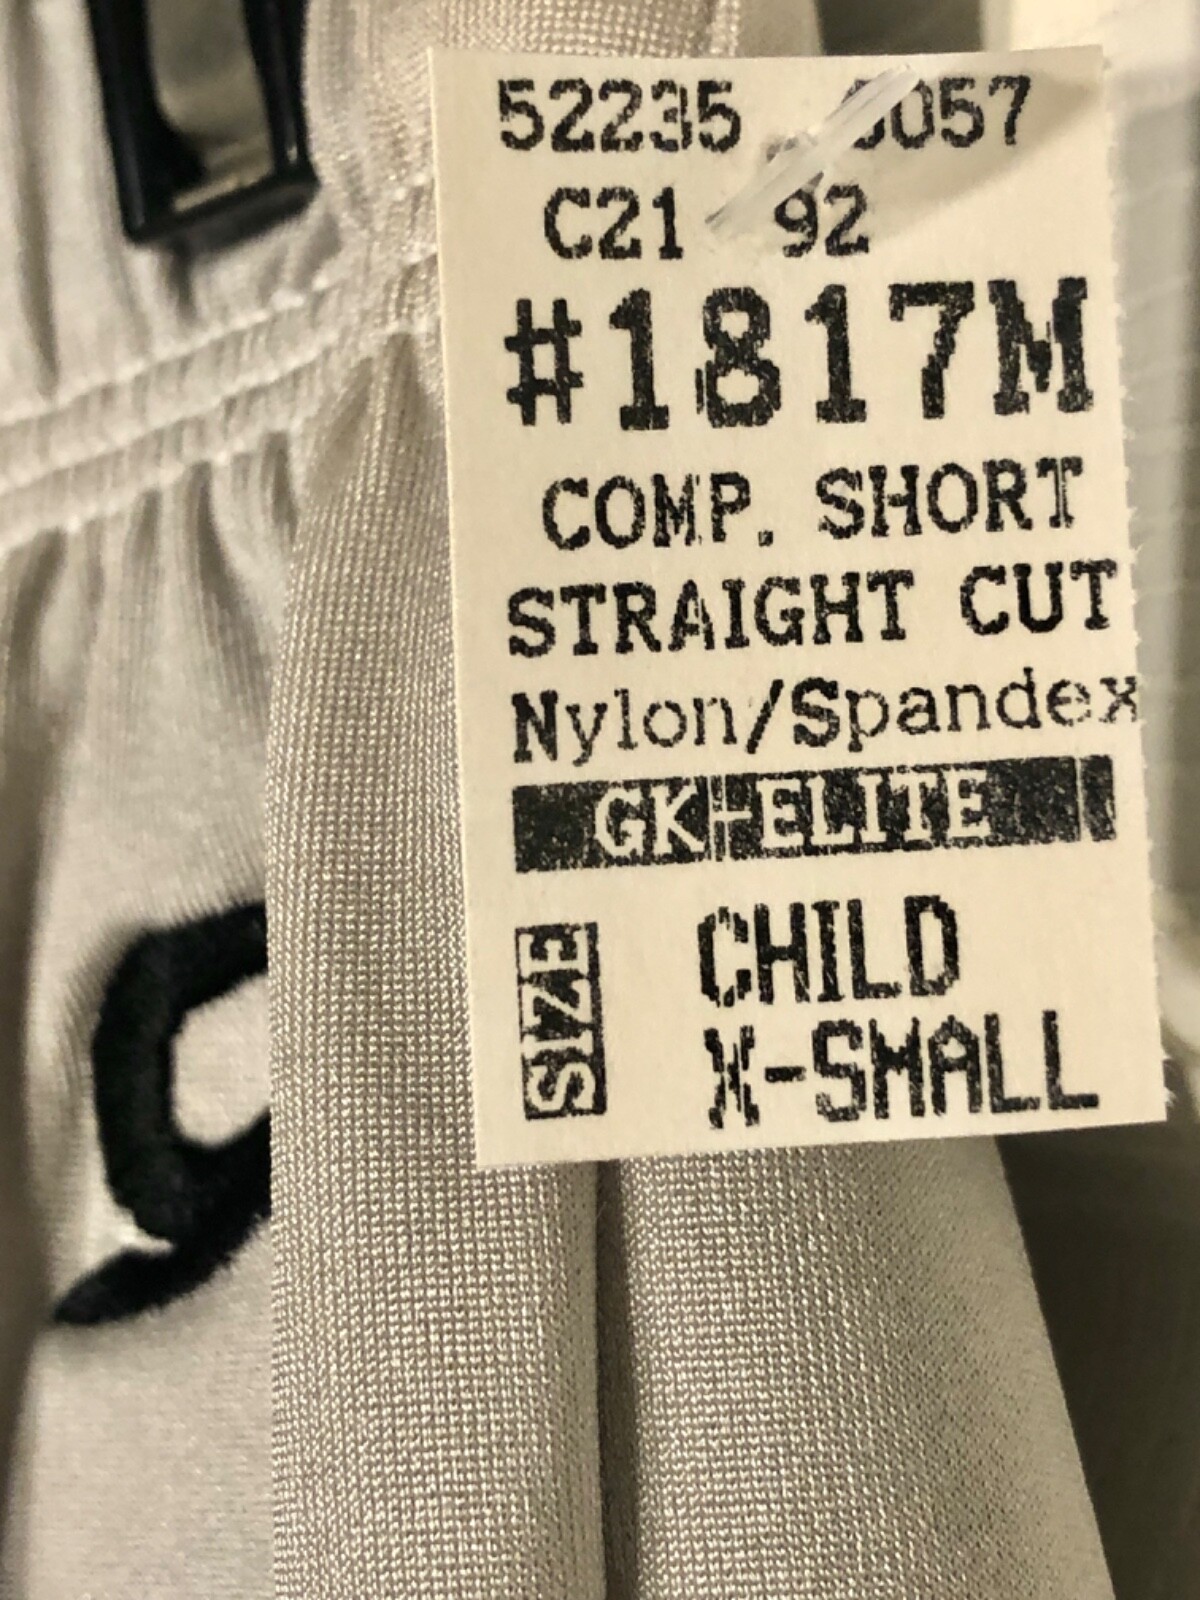 52235
C21 92
#1817M
COMP. SHORT
STRAIGHT CUT
Nylon/Spandex
GK-ELITE
SIZE
CHILD
X-SMALL